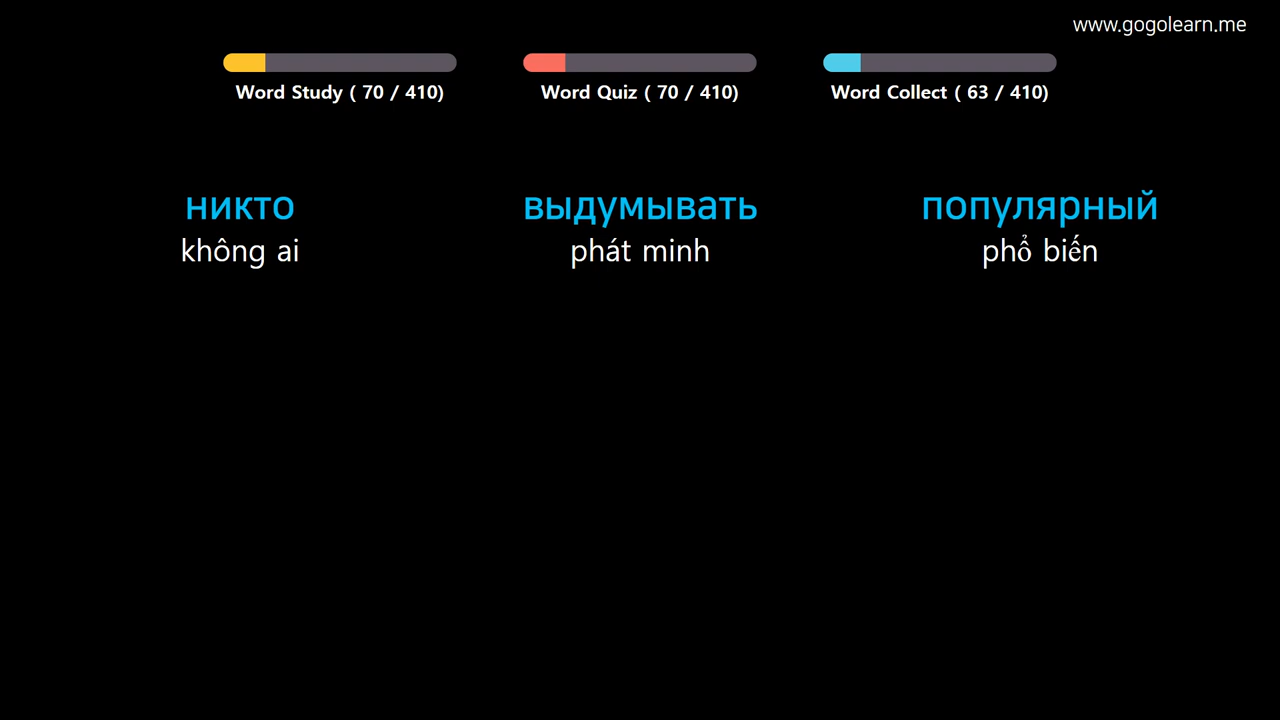 www.gogolearn.me
Word Study ( 70 / 410)
Word Quiz ( 70 / 410)
Word Collect ( 63 / 410)
никто
không ai
выдумывать
phát minh
популярный
phổ biến